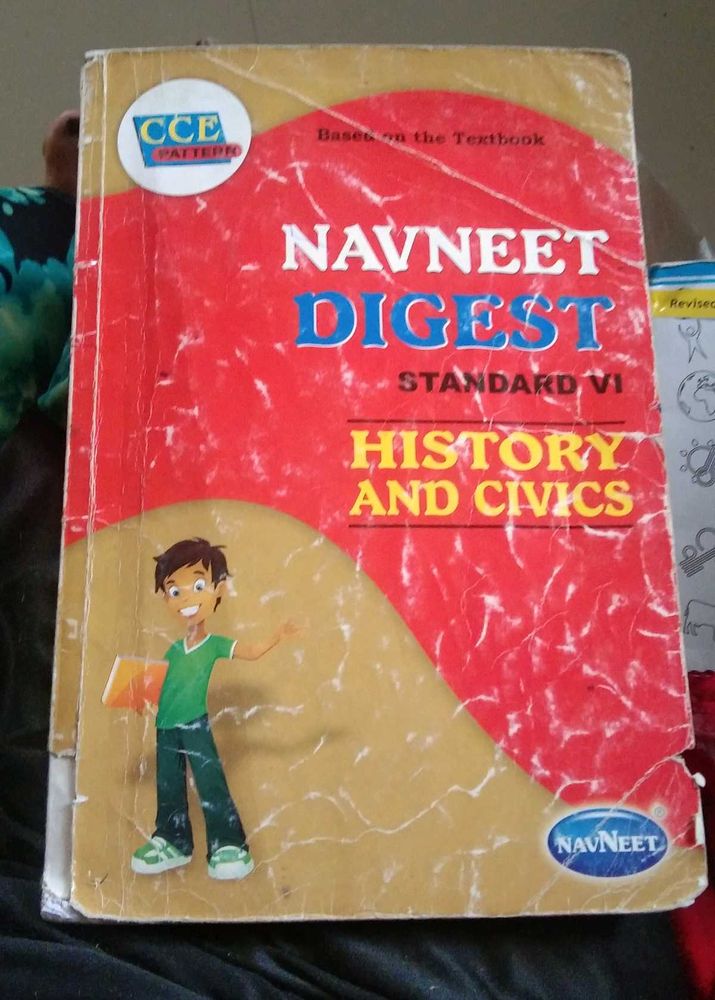 CCE
PATTERN
Based on the Textbook
NAVNEET
DIGEST
STANDARD VI
HISTORY
AND CIVICS
NAVNEET
®
Revised